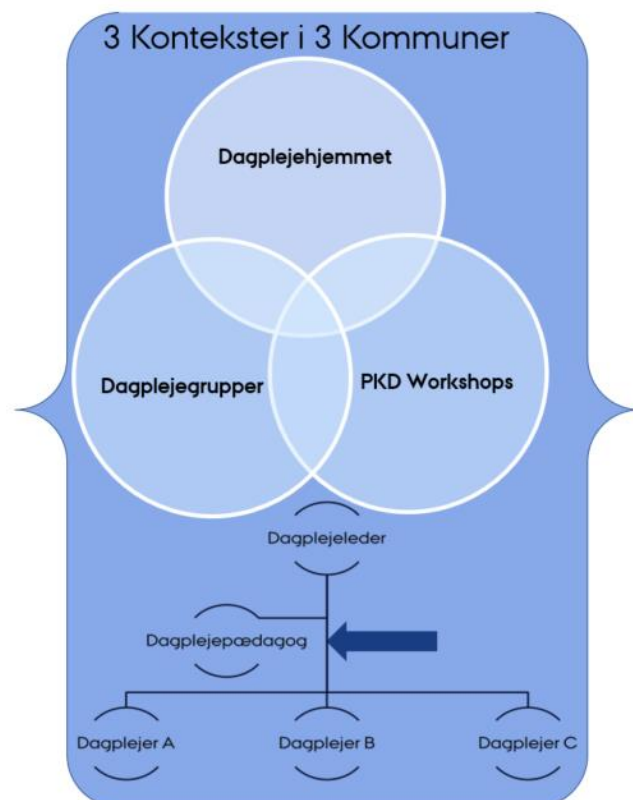 3 Kontekster i 3 Kommuner
Dagplejehjemmet
Dagplejegrupper
PKD Workshops
Dagplejeleder
Dagplejepædagog
Dagplejer A
Dagplejer B
Dagplejer C